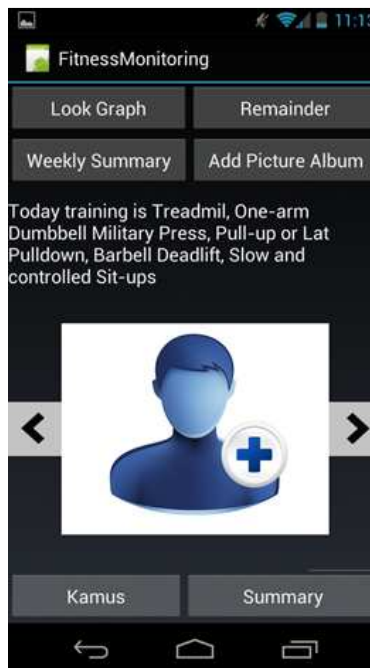 11:13
FitnessMonitoring
Look Graph
Remainder
Weekly Summary
Add Picture Album
Today training is Treadmil, One-arm
Dumbbell Military Press, Pull-up or Lat
Pulldown, Barbell Deadlift, Slow and
controlled Sit-ups
Kamus
Summary